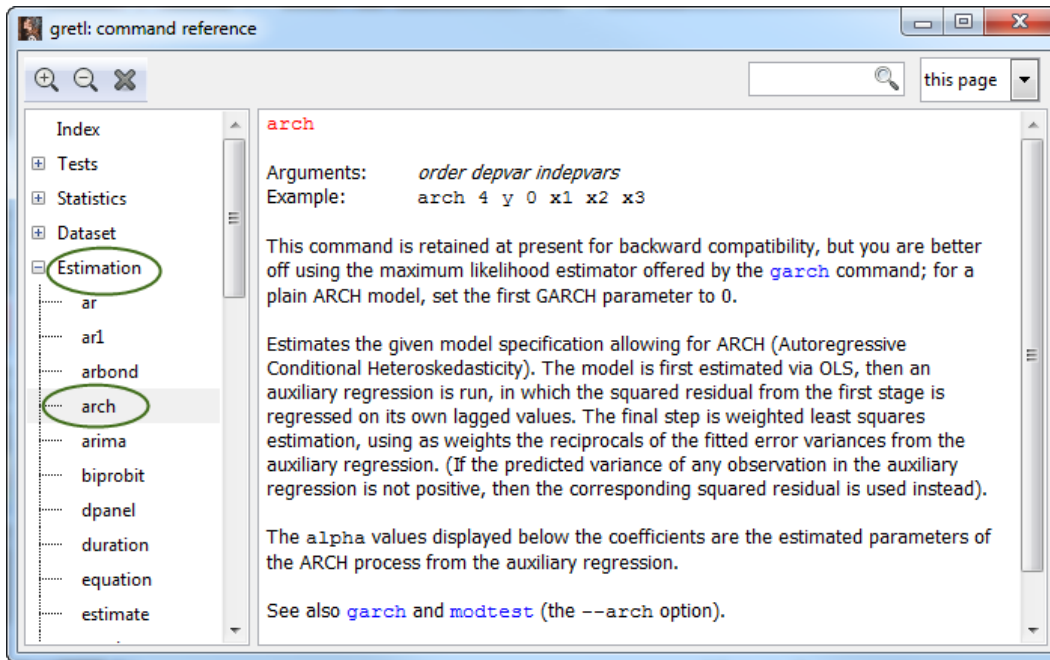 gretl: command reference
this page
Index
Tests
Statistics
Dataset
Estimation
ar
ar1
arbond
arch
arima
biprobit
dpanel
duration
equation
estimate
arch
Arguments: order depvar indepvars
Example: arch 4 y 0 x1 x2 x3
This command is retained at present for backward compatibility, but you are better
off using the maximum likelihood estimator offered by the garch command; for a
plain ARCH model, set the first GARCH parameter to 0.
Estimates the given model specification allowing for ARCH (Autoregressive
Conditional Heteroskedasticity). The model is first estimated via OLS, then an
auxiliary regression is run, in which the squared residual from the first stage is
regressed on its own lagged values. The final step is weighted least squares
estimation, using as weights the reciprocals of the fitted error variances from the
auxiliary regression. (If the predicted variance of any observation in the auxiliary
regression is not positive, then the corresponding squared residual is used instead).
The alpha values displayed below the coefficients are the estimated parameters of
the ARCH process from the auxiliary regression.
See also garch and modtest (the --arch option).